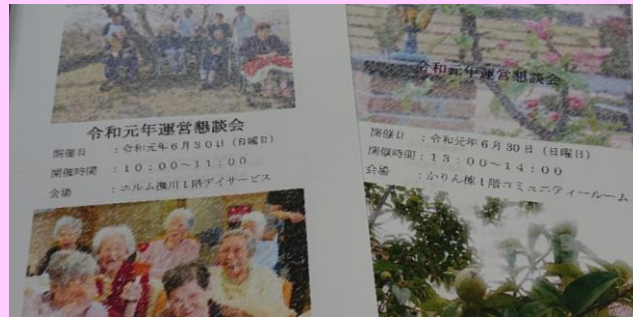 令和元年運営懇談会
開催日 :令和元年6月30日(日曜日)
開催時間:10:00~11:00
会場 :エルム撫川1階デイサービス
令和元年運営懇談会
開催日 :令和元年6月30日(日曜日)
開催時間:13:00~14:00
会場 :かりん棟1階コミュニティールーム